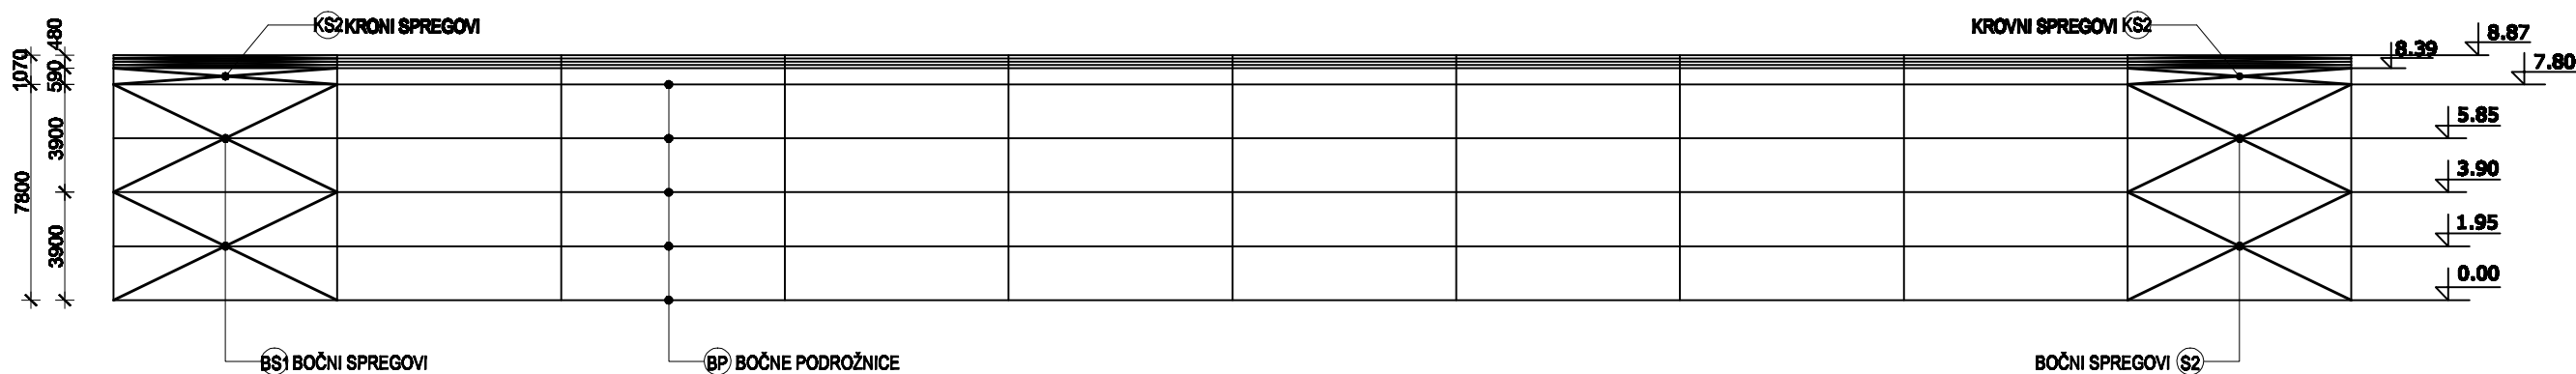 KS2 KRONI SPREGOVI
KROVNI SPREGOVI KS2
480
1070
590
3900
7800
3900
8.87
8.39
7.80
5.85
3.90
1.95
0.00
BS1 BOČNI SPREGOVI
BP BOČNE PODROŽNICE
BOČNI SPREGOVI S2